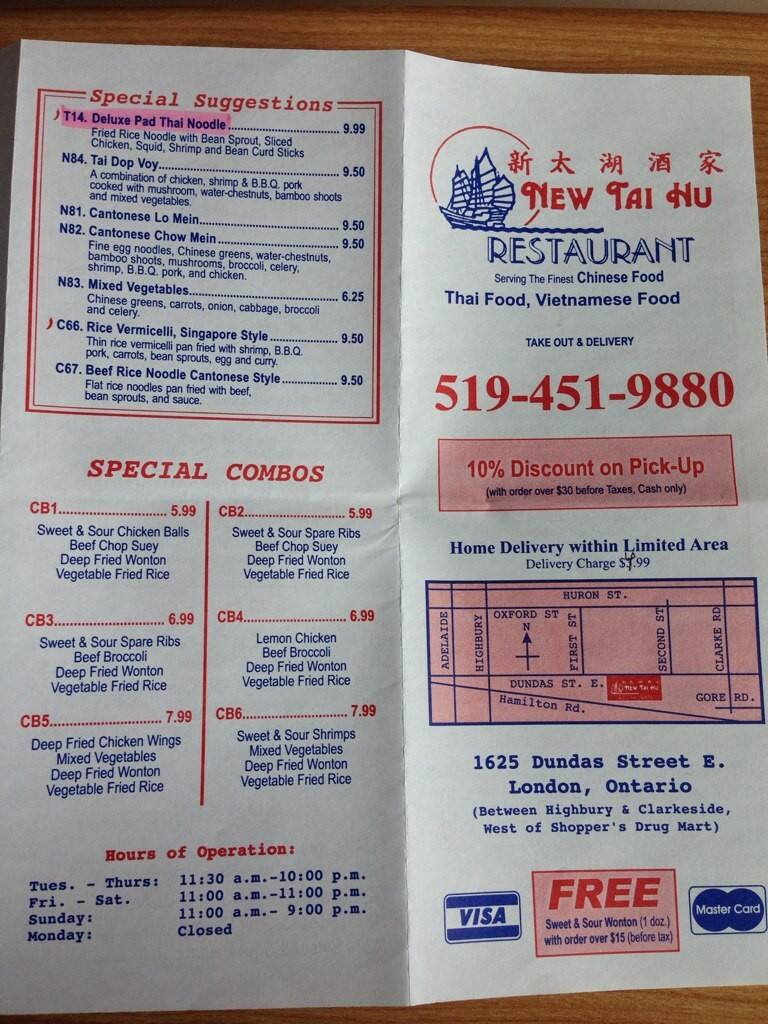 Special Suggestions
T14. Deluxe Pad Thai Noodle ........ 9.99
Fried Rice Noodle with Bean Sprout, Sliced
Chicken, Squid, Shrimp and Bean Curd Sticks
N84. Tai Dop Voy ........ 9.50
A combination of chicken, shrimp & B.B.Q. pork
cooked with mushroom, water-chestnuts, bamboo shoots
and mixed vegetables.
N81. Cantonese Lo Mein ........ 9.50
N82. Cantonese Chow Mein ........ 9.50
Fine egg noodles, Chinese greens, water-chestnuts,
bamboo shoots, mushrooms, broccoli, celery,
shrimp, B.B.Q. pork, and chicken.
N83. Mixed Vegetables ........ 6.25
Chinese greens, carrots, onion, cabbage, broccoli
and celery.
C66. Rice Vermicelli, Singapore Style ........ 9.50
Thin rice vermicelli pan fried with shrimp, B.B.Q.
pork, carrots, bean sprouts, egg and curry.
C67. Beef Rice Noodle Cantonese Style ........ 9.50
Flat rice noodles pan fried with beef,
bean sprouts, and sauce.
SPECIAL COMBOS
CB1 ........ 5.99
Sweet & Sour Chicken Balls
Beef Chop Suey
Deep Fried Wonton
Vegetable Fried Rice
CB2 ........ 5.99
Sweet & Sour Spare Ribs
Beef Chop Suey
Deep Fried Wonton
Vegetable Fried Rice
CB3 ........ 6.99
Sweet & Sour Spare Ribs
Beef Broccoli
Deep Fried Wonton
Vegetable Fried Rice
CB4 ........ 6.99
Lemon Chicken
Beef Broccoli
Deep Fried Wonton
Vegetable Fried Rice
CB5 ........ 7.99
Deep Fried Chicken Wings
Mixed Vegetables
Deep Fried Wonton
Vegetable Fried Rice
CB6 ........ 7.99
Sweet & Sour Shrimps
Mixed Vegetables
Deep Fried Wonton
Vegetable Fried Rice
Hours of Operation:
Tues. - Thurs: 11:30 a.m.-10:00 p.m.
Fri. - Sat. 11:00 a.m.-11:00 p.m.
Sunday: 11:00 a.m.- 9:00 p.m.
Monday: Closed
新太湖酒家
NEW TAI HU
RESTAURANT
Serving The Finest Chinese Food
Thai Food, Vietnamese Food
TAKE OUT & DELIVERY
519-451-9880
10% Discount on Pick-Up
(with order over $30 before Taxes, Cash only)
Home Delivery within Limited Area
Delivery Charge $ .99
HURON ST.
OXFORD ST
N
ADELAIDE
HIGHBURY
FIRST ST
SECOND ST
CLARKE RD
DUNDAS ST. E.
NEW TAI HU
Hamilton Rd.
GORE RD.
1625 Dundas Street E.
London, Ontario
(Between Highbury & Clarkeside,
West of Shopper's Drug Mart)
VISA
FREE
Sweet & Sour Wonton (1 doz.)
with order over $15 (before tax)
Master Card